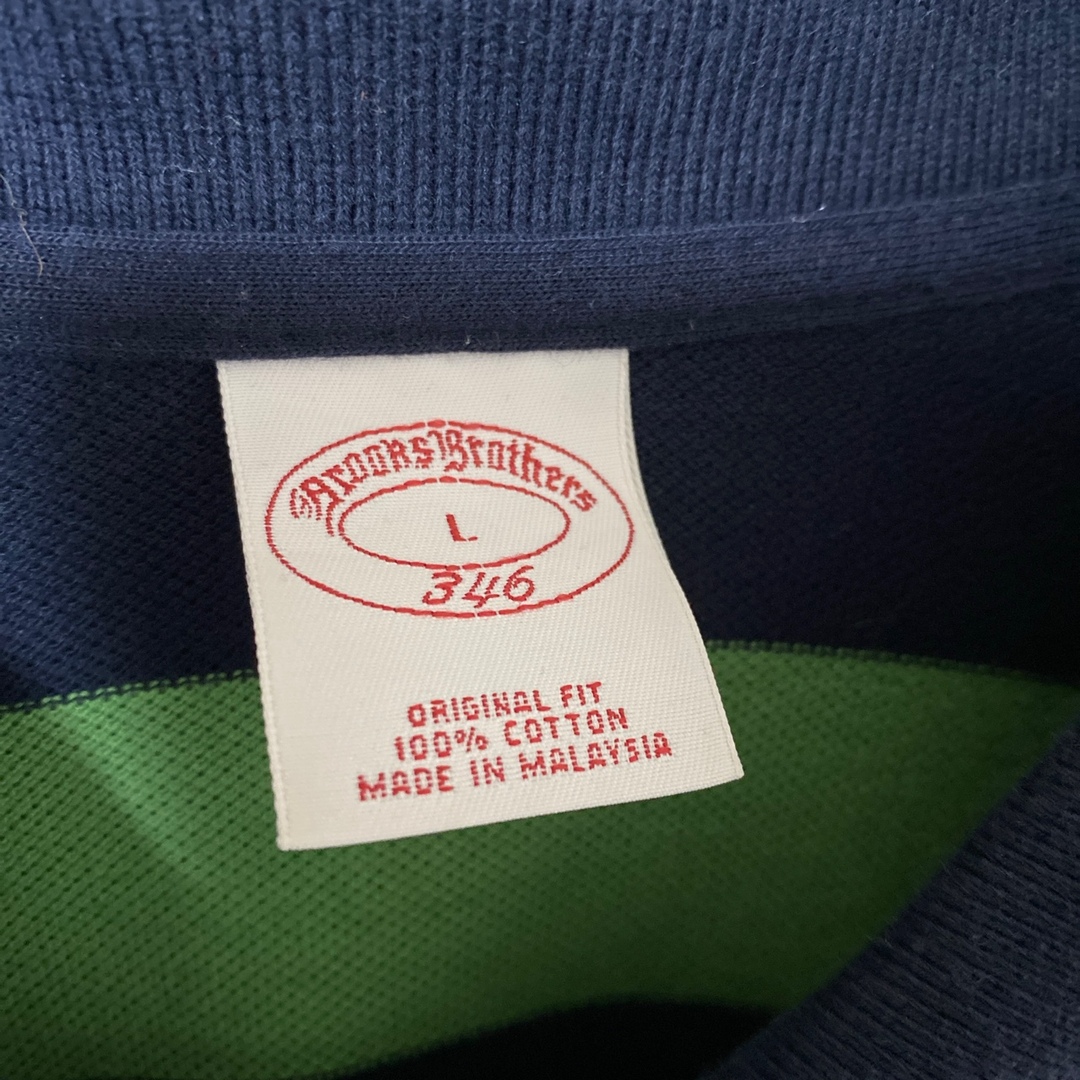 Brooks Brothers
L
346
ORIGINAL FIT
100% COTTON
MADE IN MALAYSIA